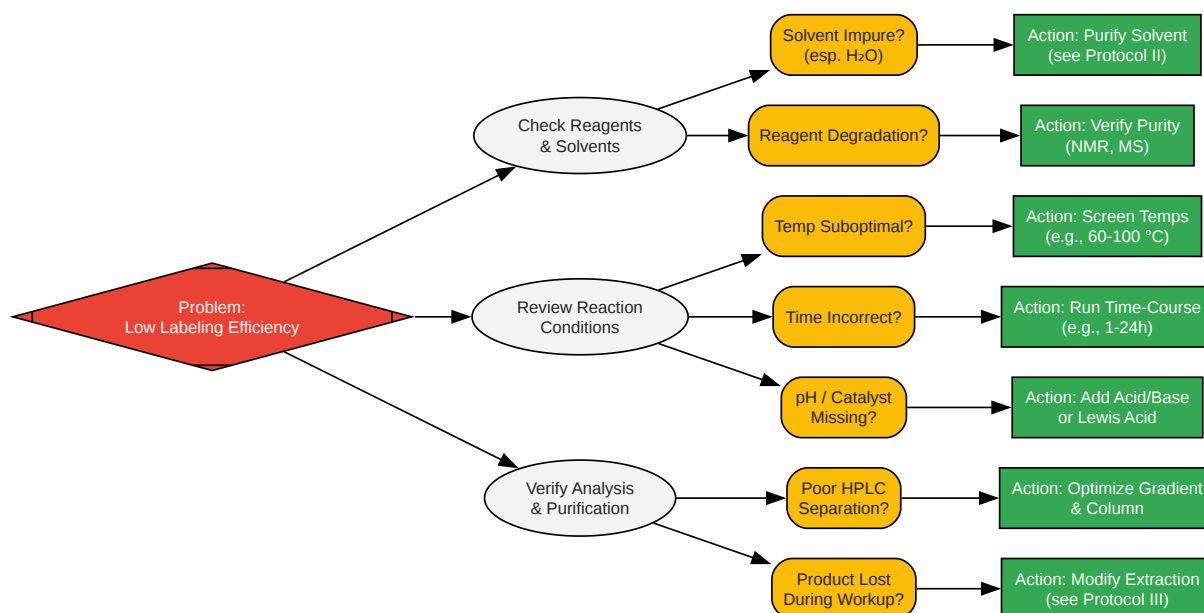 Problem:
Low Labeling Efficiency
Check Reagents
& Solvents
Review Reaction
Conditions
Verify Analysis
& Purification
Solvent Impure?
(esp. H₂O)
Reagent Degradation?
Temp Suboptimal?
Time Incorrect?
pH / Catalyst
Missing?
Poor HPLC
Separation?
Product Lost
During Workup?
Action: Purify Solvent
(see Protocol II)
Action: Verify Purity
(NMR, MS)
Action: Screen Temps
(e.g., 60-100 °C)
Action: Run Time-Course
(e.g., 1-24h)
Action: Add Acid/Base
or Lewis Acid
Action: Optimize Gradient
& Column
Action: Modify Extraction
(see Protocol III)